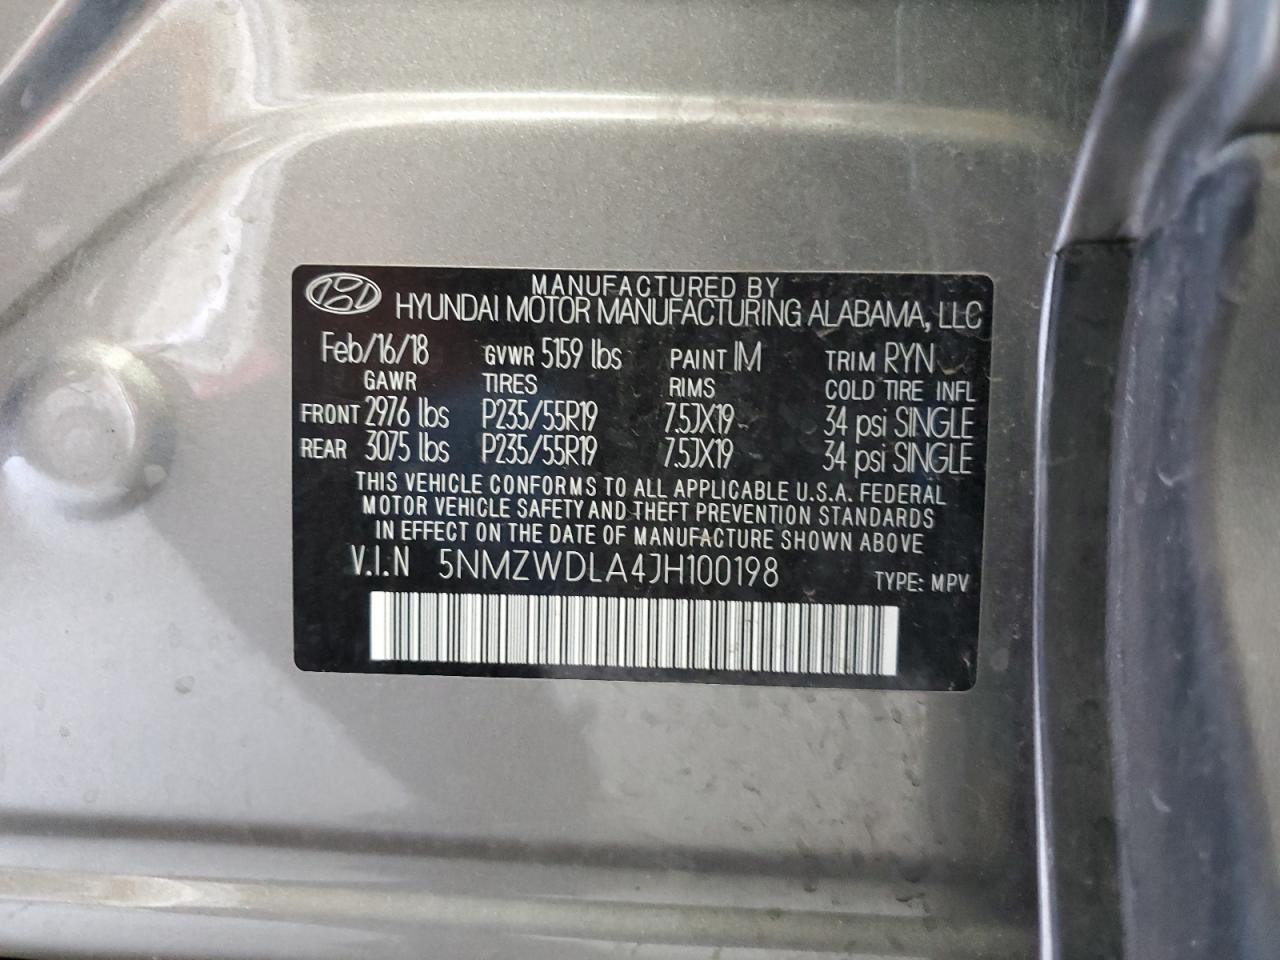 MANUFACTURED BY
HYUNDAI MOTOR MANUFACTURING ALABAMA, LLC
Feb/16/18 GVWR 5159 lbs PAINT IM TRIM RYN
GAWR TIRES RIMS COLD TIRE INFL
FRONT 2976 lbs P235/55R19 7.5JX19 34 psi SINGLE
REAR 3075 lbs P235/55R19 7.5JX19 34 psi SINGLE
THIS VEHICLE CONFORMS TO ALL APPLICABLE U.S.A. FEDERAL
MOTOR VEHICLE SAFETY AND THEFT PREVENTION STANDARDS
IN EFFECT ON THE DATE OF MANUFACTURE SHOWN ABOVE
V.I.N 5NMZWDLA4JH100198 TYPE: MPV